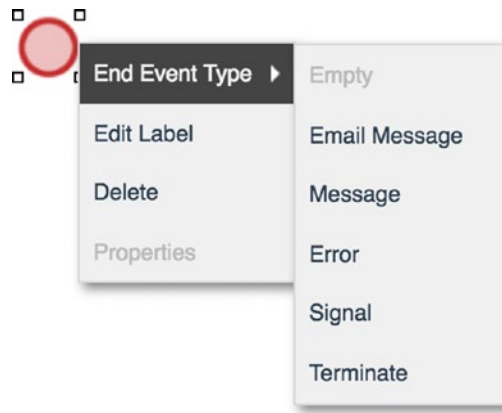 End Event Type
Edit Label
Delete
Properties
Empty
Email Message
Message
Error
Signal
Terminate